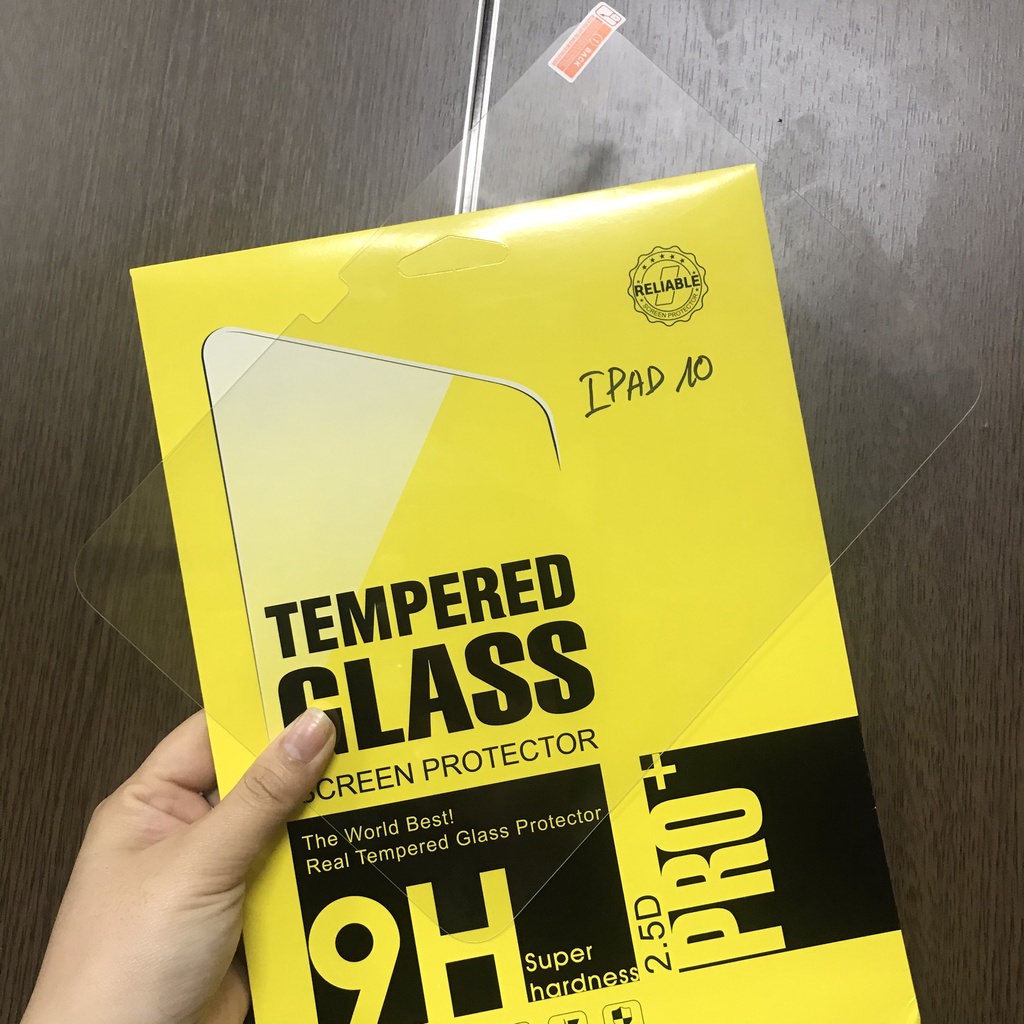 BACK
RELIABLE
SCREEN PROTECTOR
IPAD 10
TEMPERED
GLASS
SCREEN PROTECTOR
The World Best!
Real Tempered Glass Protector
9H
Super
hardness
2.5D
PRO+